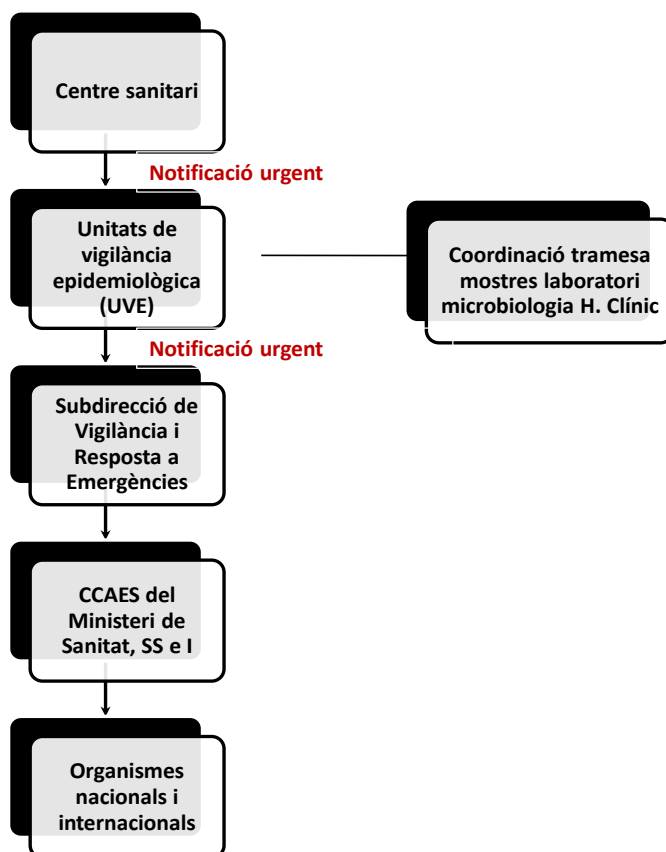 Centre sanitari
Notificació urgent
Unitats de
vigilància
epidemiològica
(UVE)
Coordinació tramesa
mostres laboratori
microbiologia H. Clínic
Notificació urgent
Subdirecció de
Vigilància i
Resposta a
Emergències
CCAES del
Ministeri de
Sanitat, SS e I
Organismes
nacionals i
internacionals